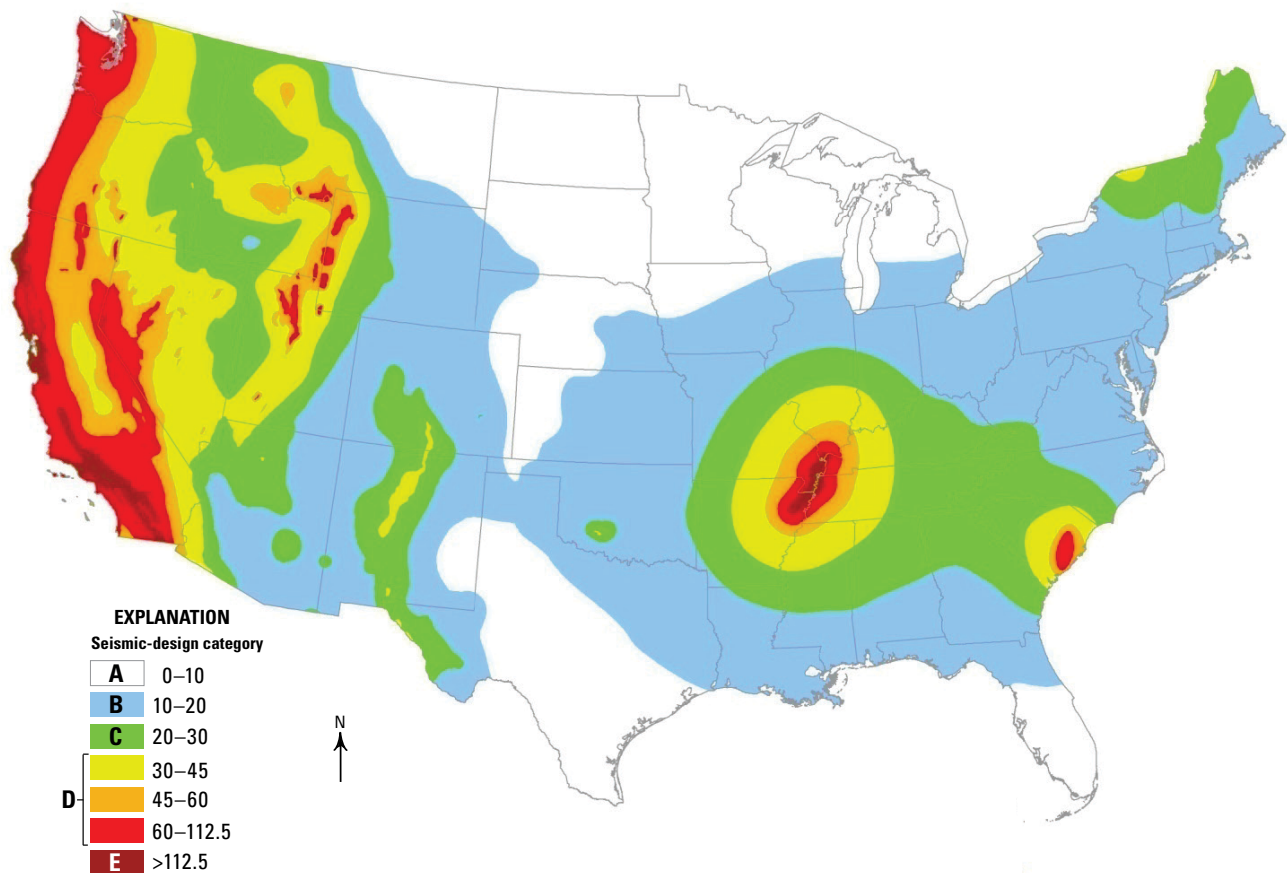 EXPLANATION
Seismic-design category
A 0–10
B 10–20
C 20–30
30–45
D 45–60
60–112.5
E >112.5
N